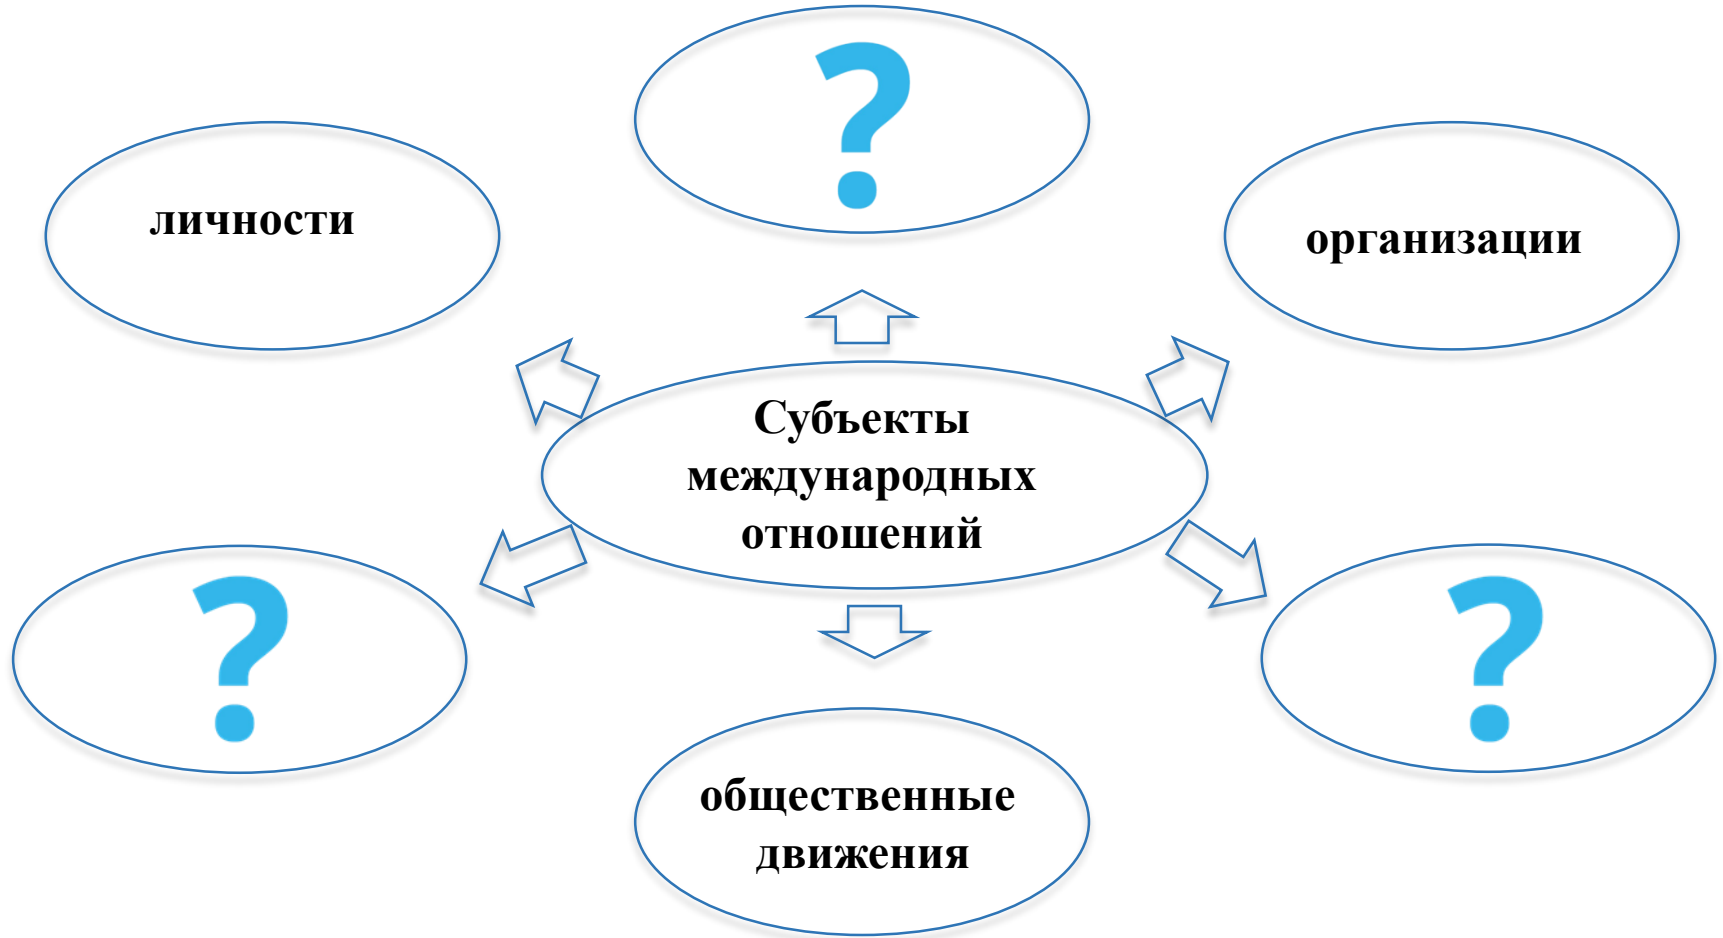 ?
личности
организации
Субъекты
международных
отношений
?
?
общественные
движения